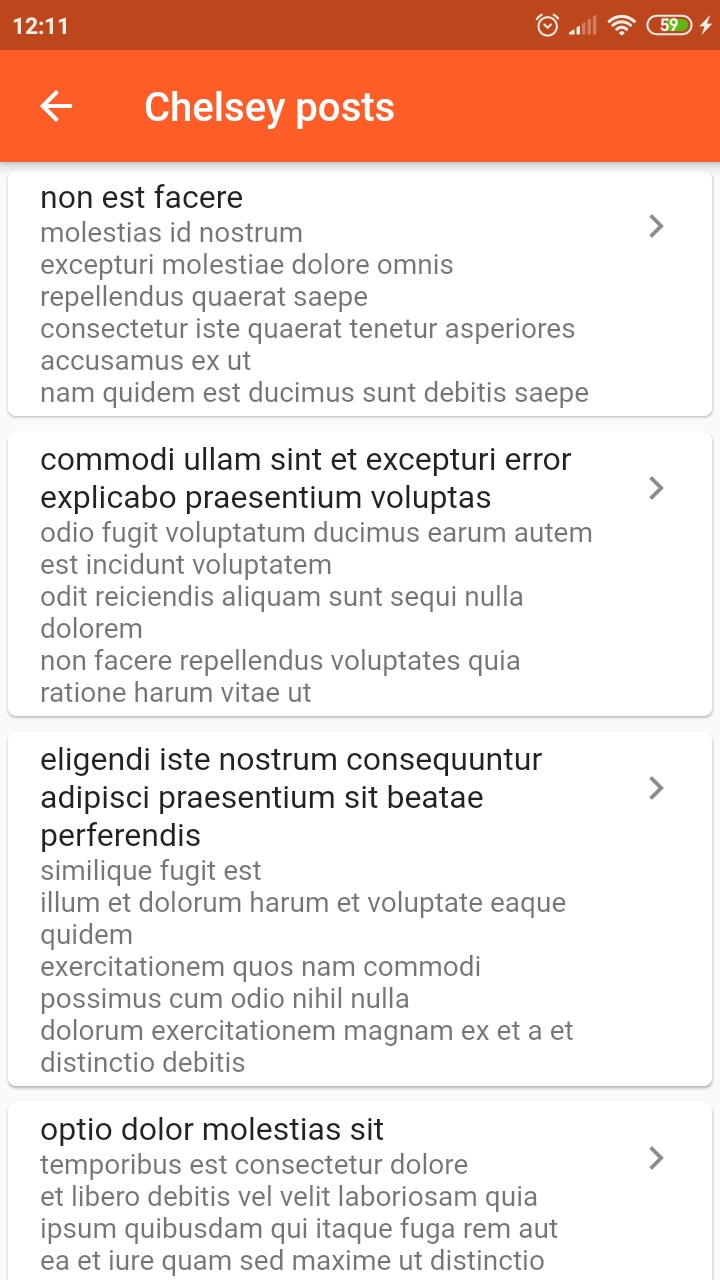 12:11
59
Chelsey posts
non est facere
molestias id nostrum
excepturi molestiae dolore omnis
repellendus quaerat saepe
consectetur iste quaerat tenetur asperiores
accusamus ex ut
nam quidem est ducimus sunt debitis saepe
commodi ullam sint et excepturi error
explicabo praesentium voluptas
odio fugit voluptatum ducimus earum autem
est incidunt voluptatem
odit reiciendis aliquam sunt sequi nulla
dolorem
non facere repellendus voluptates quia
ratione harum vitae ut
eligendi iste nostrum consequuntur
adipisci praesentium sit beatae
perferendis
similique fugit est
illum et dolorum harum et voluptate eaque
quidem
exercitationem quos nam commodi
possimus cum odio nihil nulla
dolorum exercitationem magnam ex et a et
distinctio debitis
optio dolor molestias sit
temporibus est consectetur dolore
et libero debitis vel velit laboriosam quia
ipsum quibusdam qui itaque fuga rem aut
ea et iure quam sed maxime ut distinctio